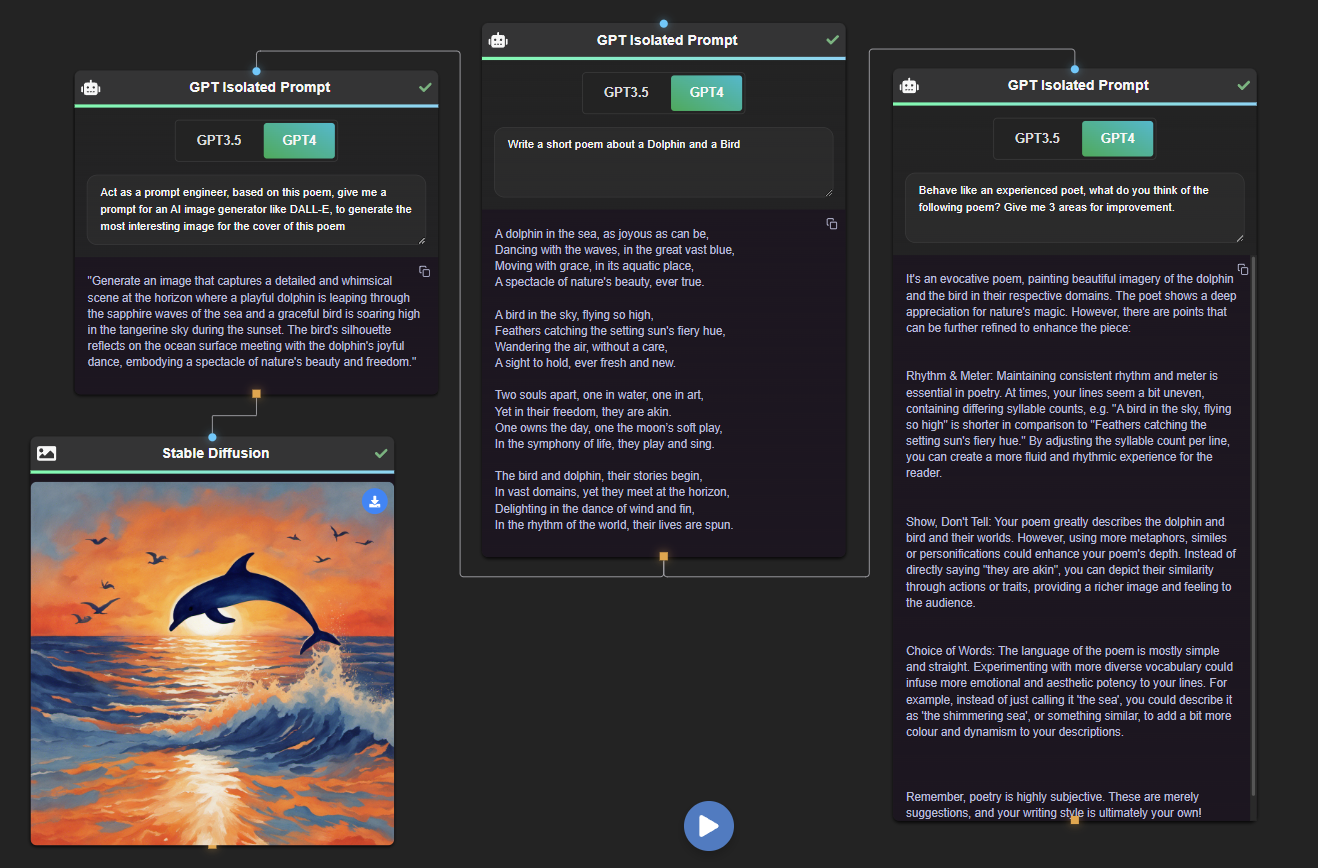 GPT Isolated Prompt
GPT3.5
GPT4
Act as a prompt engineer, based on this poem, give me a
prompt for an AI image generator like DALL-E, to generate the
most interesting image for the cover of this poem
"Generate an image that captures a detailed and whimsical
scene at the horizon where a playful dolphin is leaping through
the sapphire waves of the sea and a graceful bird is soaring high
in the tangerine sky during the sunset. The bird's silhouette
reflects on the ocean surface meeting with the dolphin's joyful
dance, embodying a spectacle of nature's beauty and freedom."
Stable Diffusion
GPT Isolated Prompt
GPT3.5
GPT4
Write a short poem about a Dolphin and a Bird
A dolphin in the sea, as joyous as can be,
Dancing with the waves, in the great vast blue,
Moving with grace, in its aquatic place,
A spectacle of nature's beauty, ever true.
A bird in the sky, flying so high,
Feathers catching the setting sun's fiery hue,
Wandering the air, without a care,
A sight to hold, ever fresh and new.
Two souls apart, one in water, one in art,
Yet in their freedom, they are akin.
One owns the day, one the moon's soft play,
In the symphony of life, they play and sing.
The bird and dolphin, their stories begin,
In vast domains, yet they meet at the horizon,
Delighting in the dance of wind and fin,
In the rhythm of the world, their lives are spun.
GPT Isolated Prompt
GPT3.5
GPT4
Behave like an experienced poet, what do you think of the
following poem? Give me 3 areas for improvement.
It's an evocative poem, painting beautiful imagery of the dolphin
and the bird in their respective domains. The poet shows a deep
appreciation for nature's magic. However, there are points that
can be further refined to enhance the piece:
Rhythm & Meter: Maintaining consistent rhythm and meter is
essential in poetry. At times, your lines seem a bit uneven,
containing differing syllable counts, e.g. "A bird in the sky, flying
so high" is shorter in comparison to "Feathers catching the
setting sun's fiery hue." By adjusting the syllable count per line,
you can create a more fluid and rhythmic experience for the
reader.
Show, Don't Tell: Your poem greatly describes the dolphin and
bird and their worlds. However, using more metaphors, similes
or personifications could enhance your poem's depth. Instead of
directly saying "they are akin", you can depict their similarity
through actions or traits, providing a richer image and feeling to
the audience.
Choice of Words: The language of the poem is mostly simple
and straight. Experimenting with more diverse vocabulary could
infuse more emotional and aesthetic potency to your lines. For
example, instead of just calling it 'the sea', you could describe it
as 'the shimmering sea', or something similar, to add a bit more
colour and dynamism to your descriptions.
Remember, poetry is highly subjective. These are merely
suggestions, and your writing style is ultimately your own!